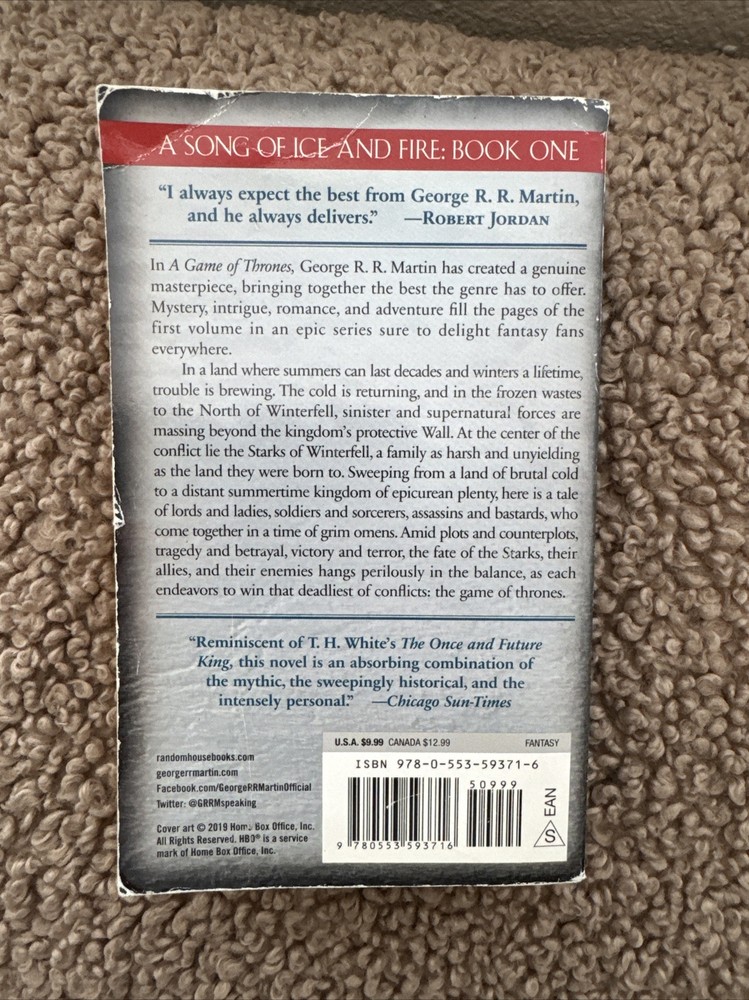 A SONG OF ICE AND FIRE: BOOK ONE
“I always expect the best from George R. R. Martin,
and he always delivers.” —ROBERT JORDAN
In A Game of Thrones, George R. R. Martin has created a genuine
masterpiece, bringing together the best the genre has to offer.
Mystery, intrigue, romance, and adventure fill the pages of the
first volume in an epic series sure to delight fantasy fans
everywhere.
In a land where summers can last decades and winters a lifetime,
trouble is brewing. The cold is returning, and in the frozen wastes
to the North of Winterfell, sinister and supernatural forces are
massing beyond the kingdom’s protective Wall. At the center of the
conflict lie the Starks of Winterfell, a family as harsh and unyielding
as the land they were born to. Sweeping from a land of brutal cold
to a distant summertime kingdom of epicurean plenty, here is a tale
of lords and ladies, soldiers and sorcerers, assassins and bastards, who
come together in a time of grim omens. Amid plots and counterplots,
tragedy and betrayal, victory and terror, the fate of the Starks, their
allies, and their enemies hangs perilously in the balance, as each
endeavors to win that deadliest of conflicts: the game of thrones.
“Reminiscent of T. H. White’s The Once and Future
King, this novel is an absorbing combination of
the mythic, the sweepingly historical, and the
intensely personal.” —Chicago Sun-Times
randomhousebooks.com
georgerrmartin.com
Facebook.com/GeorgeRRMartinOfficial
Twitter: @GRRMspeaking
Cover art © 2019 Home Box Office, Inc.
All Rights Reserved. HBO® is a service
mark of Home Box Office, Inc.
U.S.A. $9.99 CANADA $12.99 FANTASY
ISBN 978-0-553-59371-6
50999
9 780553 593716
S EAN